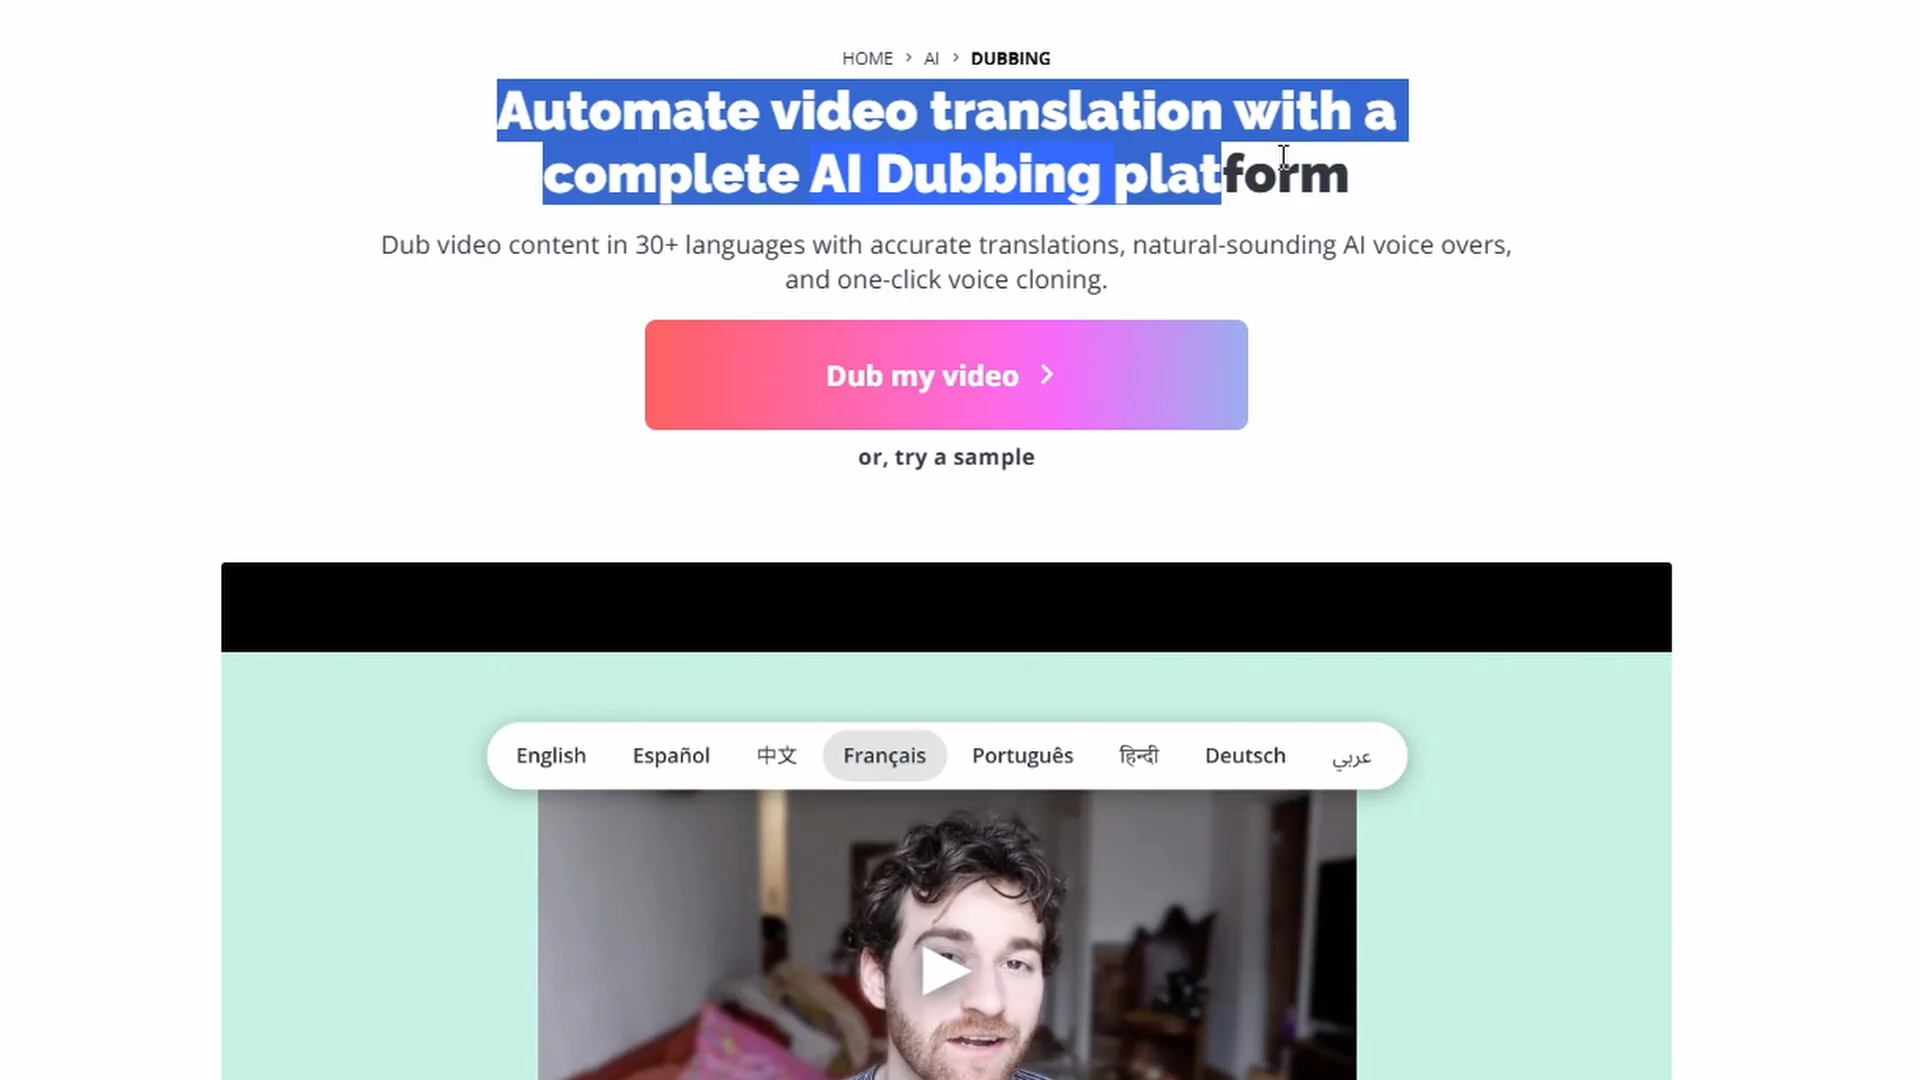 HOME > AI > DUBBING
Automate video translation with a
complete AI Dubbing platform
Dub video content in 30+ languages with accurate translations, natural-sounding AI voice overs,
and one-click voice cloning.
Dub my video >
or, try a sample
English Español 中文 Français Português हिन्दी Deutsch عربي